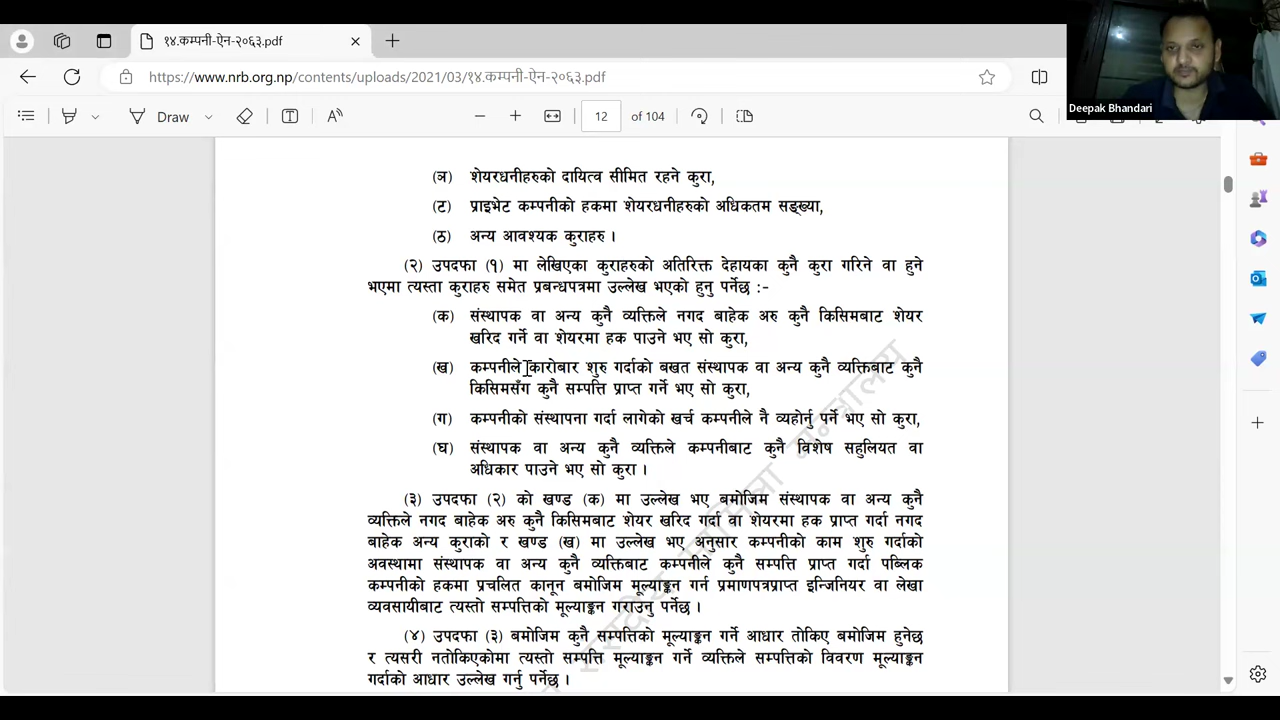 १४.कम्पनी-ऐन-२०६३.pdf
https://www.nrb.org.np/contents/uploads/2021/03/१४.कम्पनी-ऐन-२०६३.pdf
Deepak Bhandari
Draw
12 of 104
(ञ) शेयरधनीहरुको दायित्व सीमित रहने कुरा,
(ट) प्राइभेट कम्पनीको हकमा शेयरधनीहरुको अधिकतम सङ्ख्या,
(ठ) अन्य आवश्यक कुराहरु ।
(२) उपदफा (१) मा लेखिएका कुराहरुको अतिरिक्त देहायका कुनै कुरा गरिने वा हुने
भएमा त्यस्ता कुराहरु समेत प्रबन्धपत्रमा उल्लेख भएको हुनु पर्नेछ :-
(क) संस्थापक वा अन्य कुनै व्यक्तिले नगद बाहेक अरु कुनै किसिमबाट शेयर
खरिद गर्ने वा शेयरमा हक पाउने भए सो कुरा,
(ख) कम्पनीले कारोबार शुरु गर्दाको बखत संस्थापक वा अन्य कुनै व्यक्तिबाट कुनै
किसिमसँग कुनै सम्पत्ति प्राप्त गर्ने भए सो कुरा,
(ग) कम्पनीको संस्थापना गर्दा लागेको खर्च कम्पनीले नै व्यहोर्नु पर्ने भए सो कुरा,
(घ) संस्थापक वा अन्य कुनै व्यक्तिले कम्पनीबाट कुनै विशेष सहुलियत वा
अधिकार पाउने भए सो कुरा ।
(३) उपदफा (२) को खण्ड (क) मा उल्लेख भए बमोजिम संस्थापक वा अन्य कुनै
व्यक्तिले नगद बाहेक अरु कुनै किसिमबाट शेयर खरिद गर्दा वा शेयरमा हक प्राप्त गर्दा नगद
बाहेक अन्य कुराको र खण्ड (ख) मा उल्लेख भए अनुसार कम्पनीको काम शुरु गर्दाको
अवस्थामा संस्थापक वा अन्य कुनै व्यक्तिबाट कम्पनीले कुनै सम्पत्ति प्राप्त गर्दा पब्लिक
कम्पनीको हकमा प्रचलित कानून बमोजिम मूल्याङ्कन गर्न प्रमाणपत्रप्राप्त इन्जिनियर वा लेखा
व्यवसायीबाट त्यस्तो सम्पत्तिको मूल्याङ्कन गराउनु पर्नेछ ।
(४) उपदफा (३) बमोजिम कुनै सम्पत्तिको मूल्याङ्कन गर्ने आधार तोकिए बमोजिम हुनेछ
र त्यसरी नतोकिएकोमा त्यस्तो सम्पत्ति मूल्याङ्कन गर्ने व्यक्तिले सम्पत्तिको विवरण मूल्याङ्कन
गर्दाको आधार उल्लेख गर्नु पर्नेछ ।